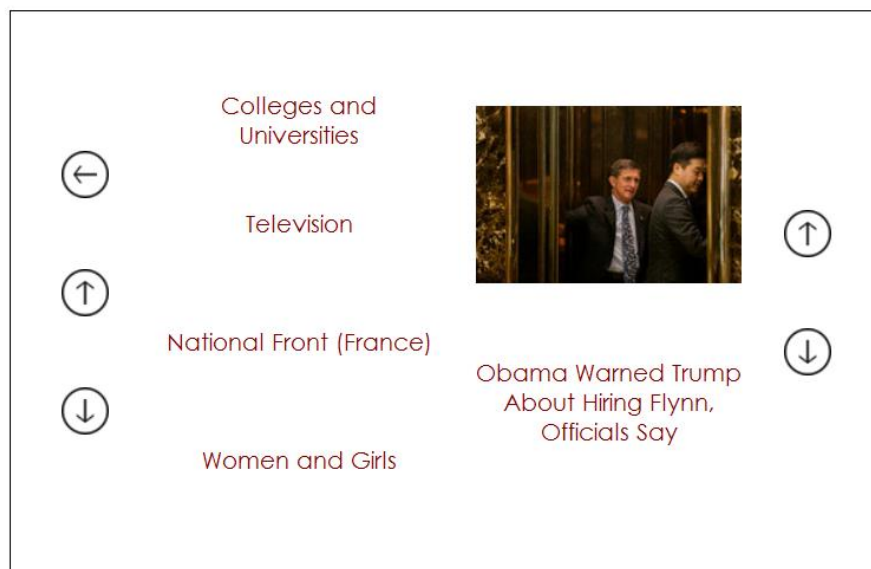 Colleges and
Universities
Television
National Front (France)
Women and Girls
Obama Warned Trump
About Hiring Flynn,
Officials Say